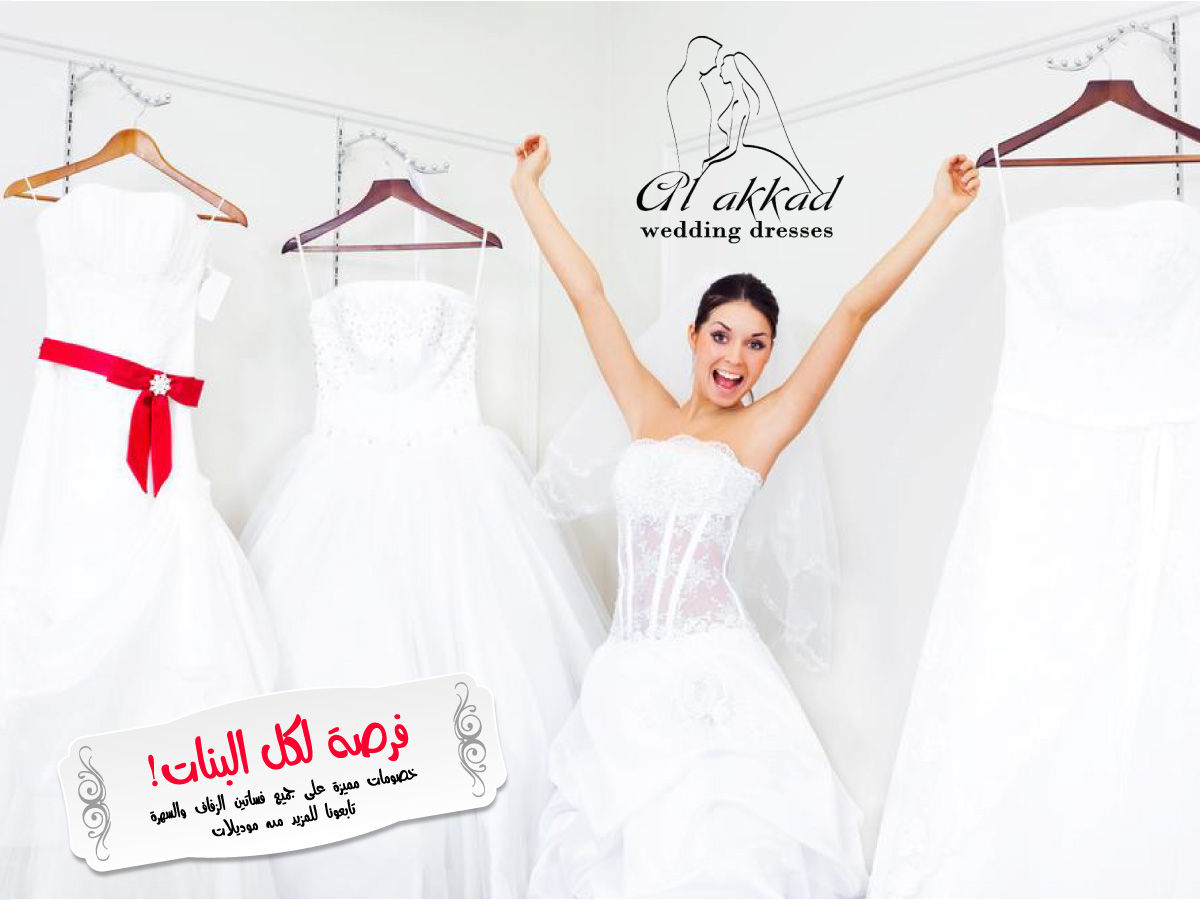 Al akkad
wedding dresses
فرصة لكل البنات!
خصومات مميزة على جميع فساتين الزفاف والسهرة
تابعونا للمزيد من موديلات